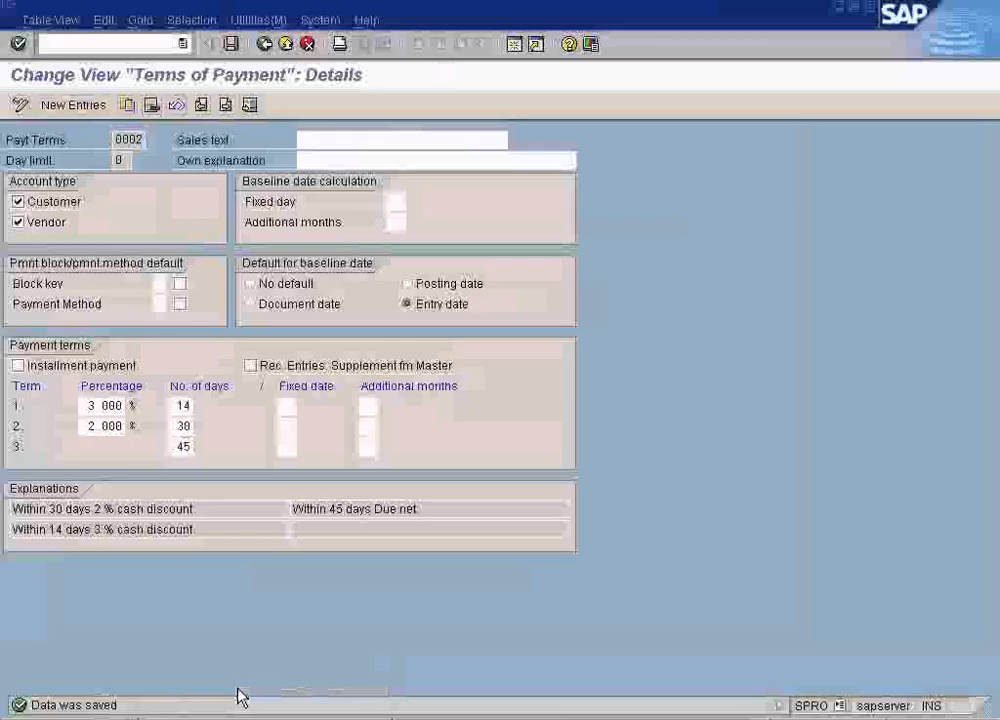 Table View Edit Goto Selection Utilities(M) System Help
SAP
Change View "Terms of Payment": Details
New Entries
Payt Terms 0002 Sales text
Day limit 0 Own explanation
Account type Baseline date calculation
Customer Fixed day
Vendor Additional months
Pmnt block/pmnt method default Default for baseline date
Block key No default Posting date
Payment Method Document date Entry date
Payment terms
Installment payment Rec. Entries: Supplement fm Master
Term Percentage No. of days / Fixed date Additional months
1. 3.000 % 14
2. 2.000 % 30
3. 45
Explanations
Within 30 days 2 % cash discount Within 45 days Due net
Within 14 days 3 % cash discount
Data was saved SPRO sapserver INS